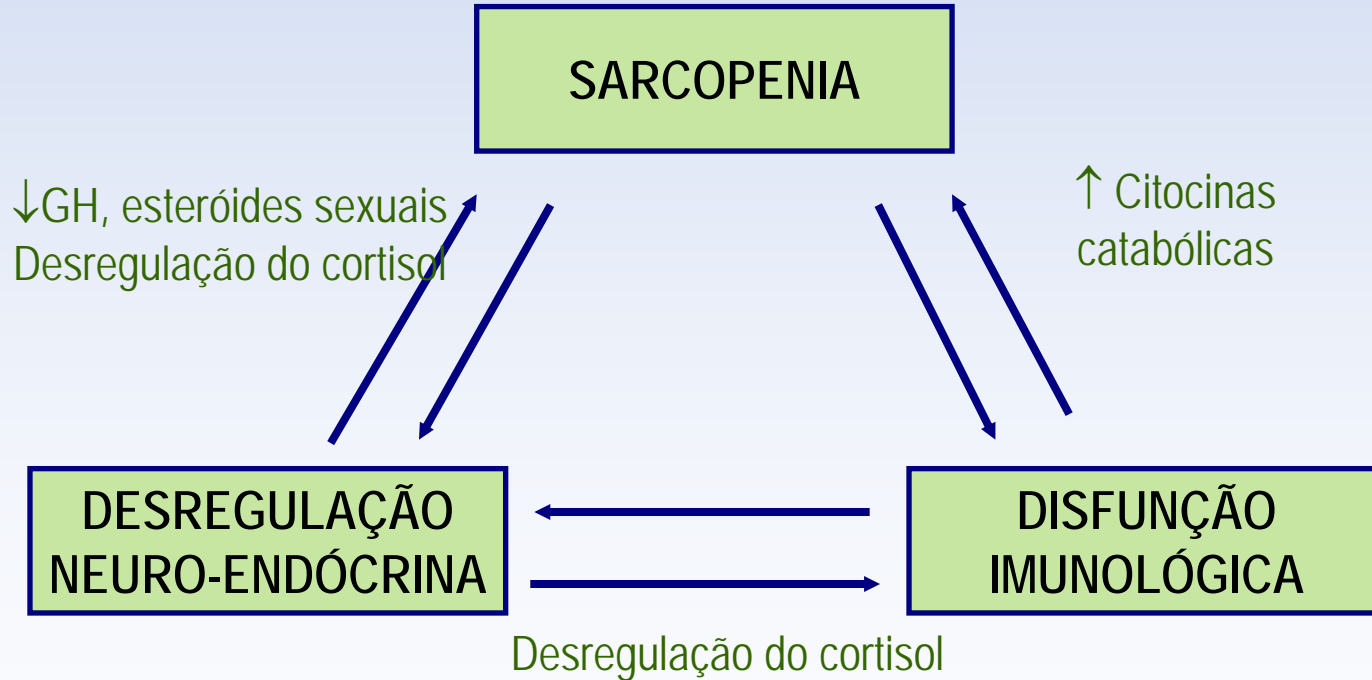 SARCOPENIA
↓GH, esteróides sexuais
Desregulação do cortisol
↑ Citocinas
catabólicas
DESREGULAÇÃO
NEURO-ENDÓCRINA
DISFUNÇÃO
IMUNOLÓGICA
Desregulação do cortisol